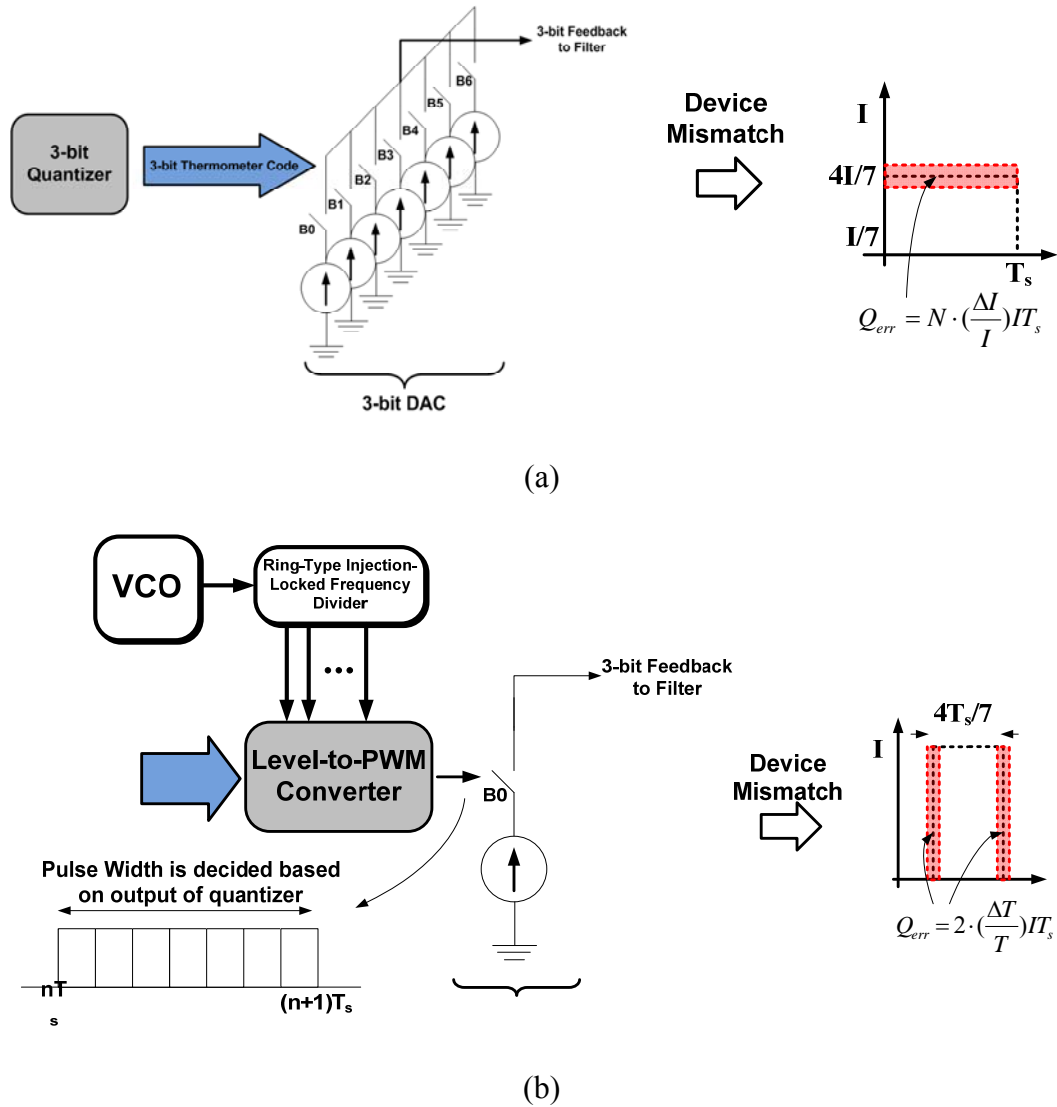 3-bit Feedback
to Filter
3-bit
Quantizer
3-bit Thermometer Code
B0
B1
B2
B3
B4
B5
B6
3-bit DAC
Device
Mismatch
I
4I/7
I/7
Ts
Qerr = N · (ΔI/I)ITs
(a)
VCO
Ring-Type Injection-
Locked Frequency
Divider
...
Level-to-PWM
Converter
B0
3-bit Feedback
to Filter
Pulse Width is decided based
on output of quantizer
nT
s
(n+1)Ts
Device
Mismatch
4Ts/7
I
Qerr = 2 · (ΔT/T)ITs
(b)